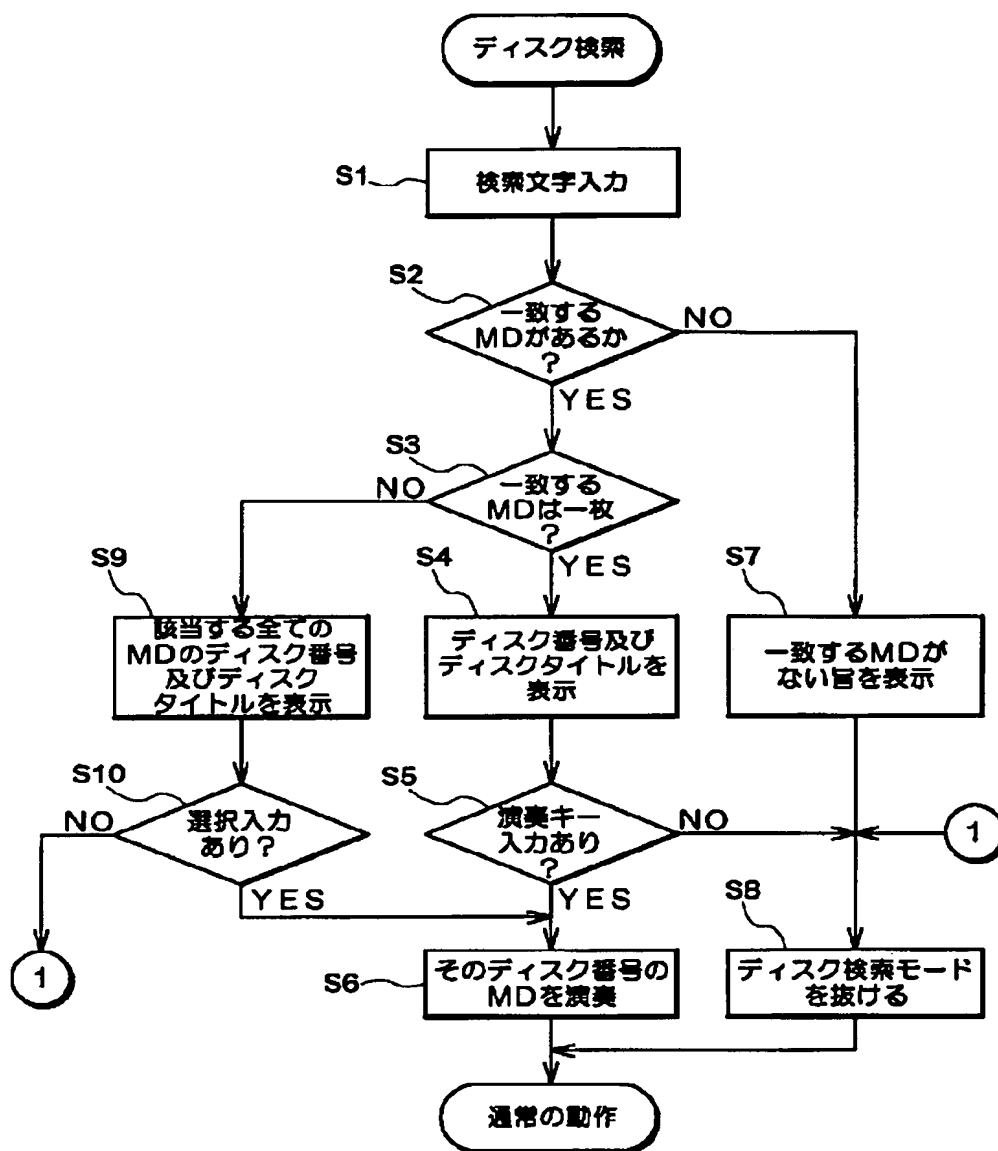 ディスク検索
S1
検索文字入力
S2
一致する
MDがあるか
?
NO
YES
S3
一致する
MDは一枚
?
NO
YES
S9
該当する全ての
MDのディスク番号
及びディスク
タイトルを表示
S4
ディスク番号及び
ディスクタイトルを
表示
S7
一致するMDが
ない旨を表示
S10
選択入力
あり?
NO
YES
S5
演奏キー
入力あり
?
NO
YES
1
1
S6
そのディスク番号の
MDを演奏
S8
ディスク検索モード
を抜ける
通常の動作